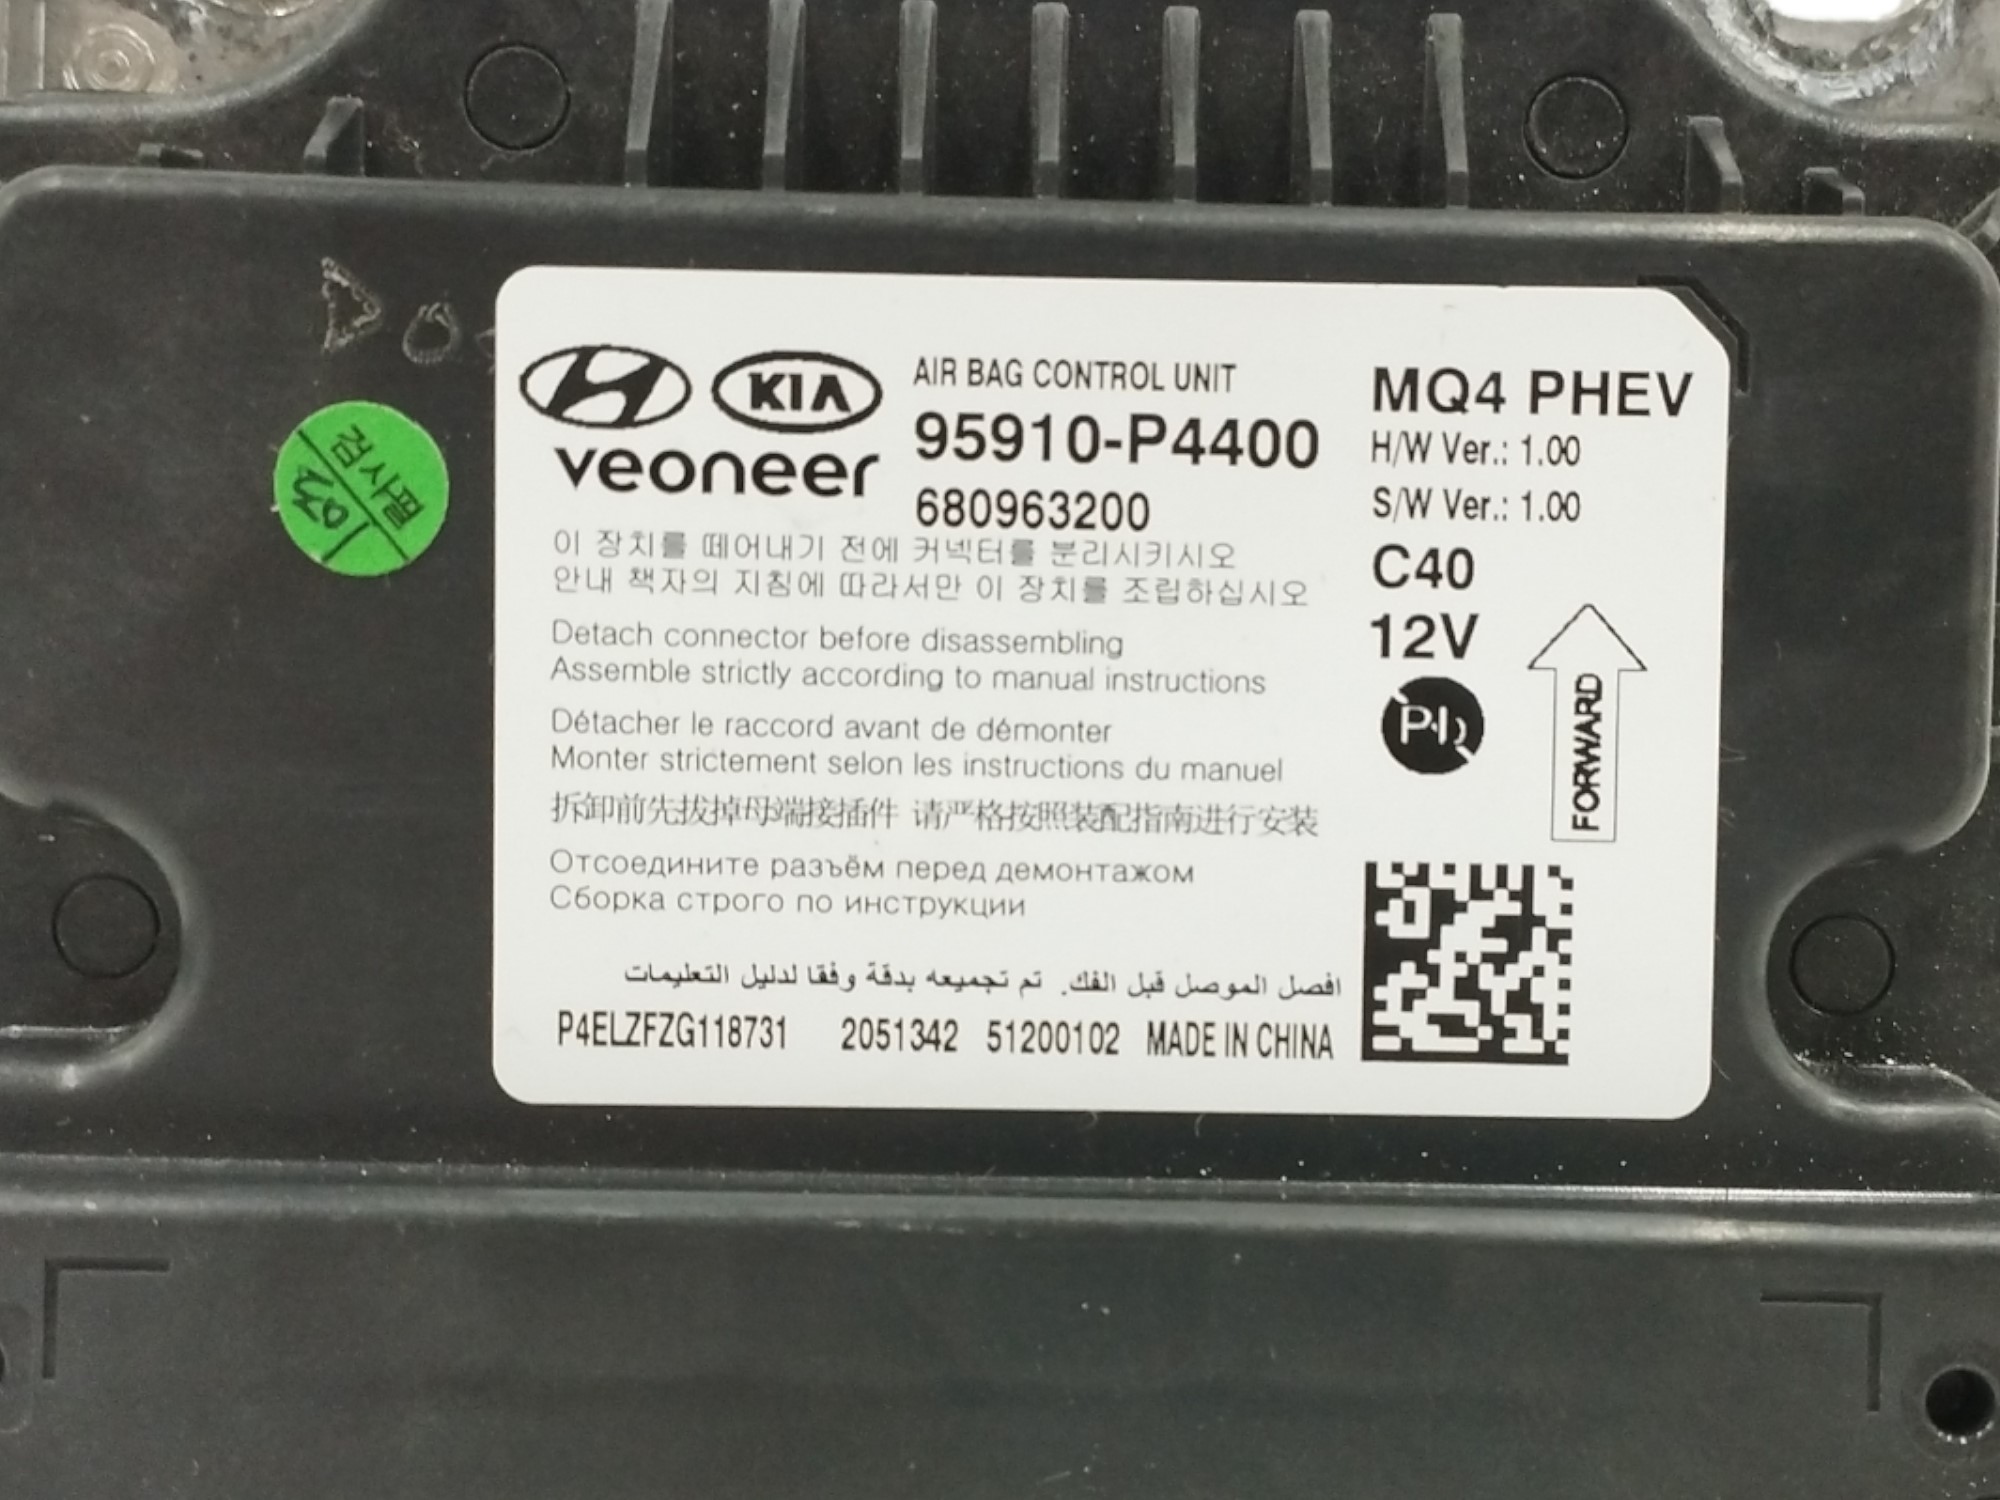 AIR BAG CONTROL UNIT
KIA
95910-P4400
veoneer
680963200
MQ4 PHEV
H/W Ver.: 1.00
S/W Ver.: 1.00
C40
12V
Pb
FORWARD
이 장치를 떼어내기 전에 커넥터를 분리시키시오
안내 책자의 지침에 따라서만 이 장치를 조립하십시오
Detach connector before disassembling
Assemble strictly according to manual instructions
Détacher le raccord avant de démonter
Monter strictement selon les instructions du manuel
拆卸前先拔掉母端接插件 请严格按照装配指南进行安装
Отсоедините разъём перед демонтажом
Сборка строго по инструкции
افصل الموصل قبل الفك. تم تجميعه بدقة وفقا لدليل التعليمات
P4ELZFZG118731 2051342 51200102 MADE IN CHINA
검사필
103